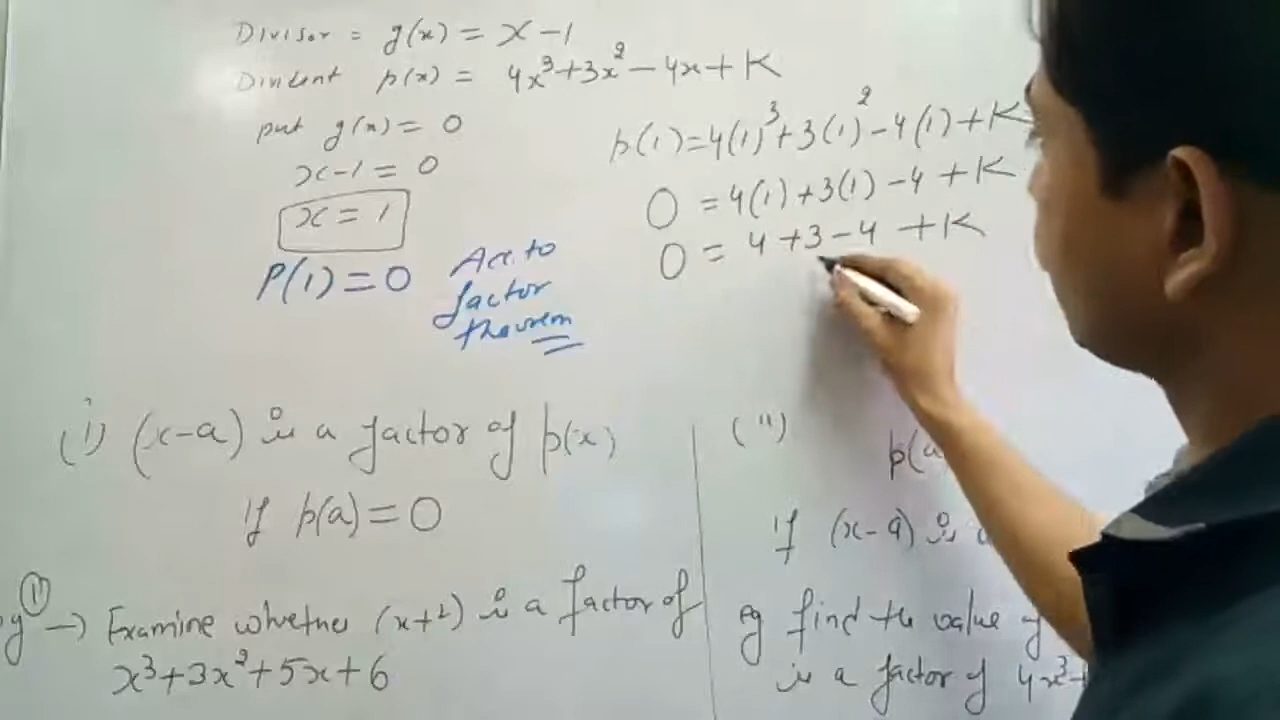 Divisor = g(x) = x - 1
Divident p(x) = 4x³ + 3x² - 4x + K
put g(x) = 0
x - 1 = 0
x = 1
P(1) = 0
Acc. to
factor
theorem
p(1) = 4(1)³ + 3(1)² - 4(1) + K
0 = 4(1) + 3(1) - 4 + K
0 = 4 + 3 - 4 + K
(i) (x-a) is a factor of p(x)
if p(a) = 0
(ii)
p(a
if (x-a) is a
eg (1) → Examine whether (x+2) is a factor of
x³ + 3x² + 5x + 6
eg find the value of
is a factor of 4x³+